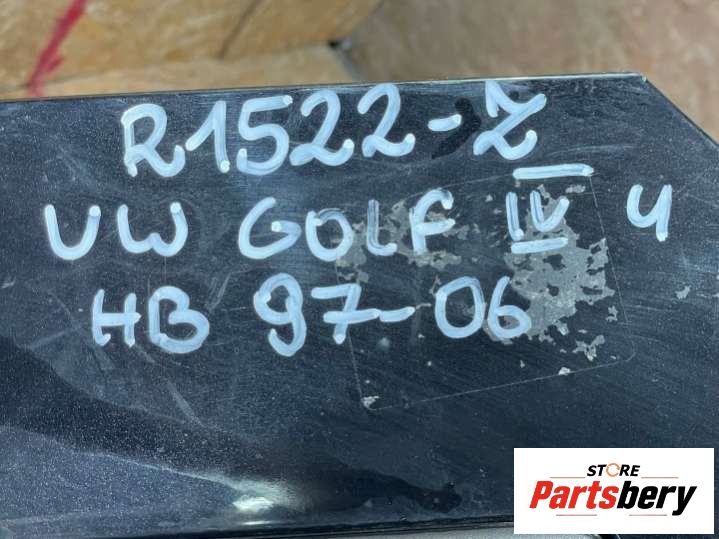 R1522-Z
VW GOLF IV 4
HB 97-06
STORE
Partsbery